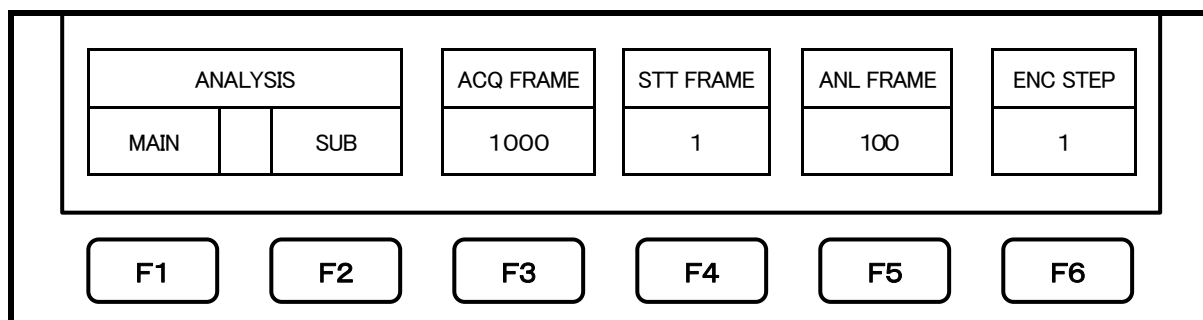 ANALYSIS ACQ FRAME STT FRAME ANL FRAME ENC STEP
MAIN SUB 1000 1 100 1
F1 F2 F3 F4 F5 F6